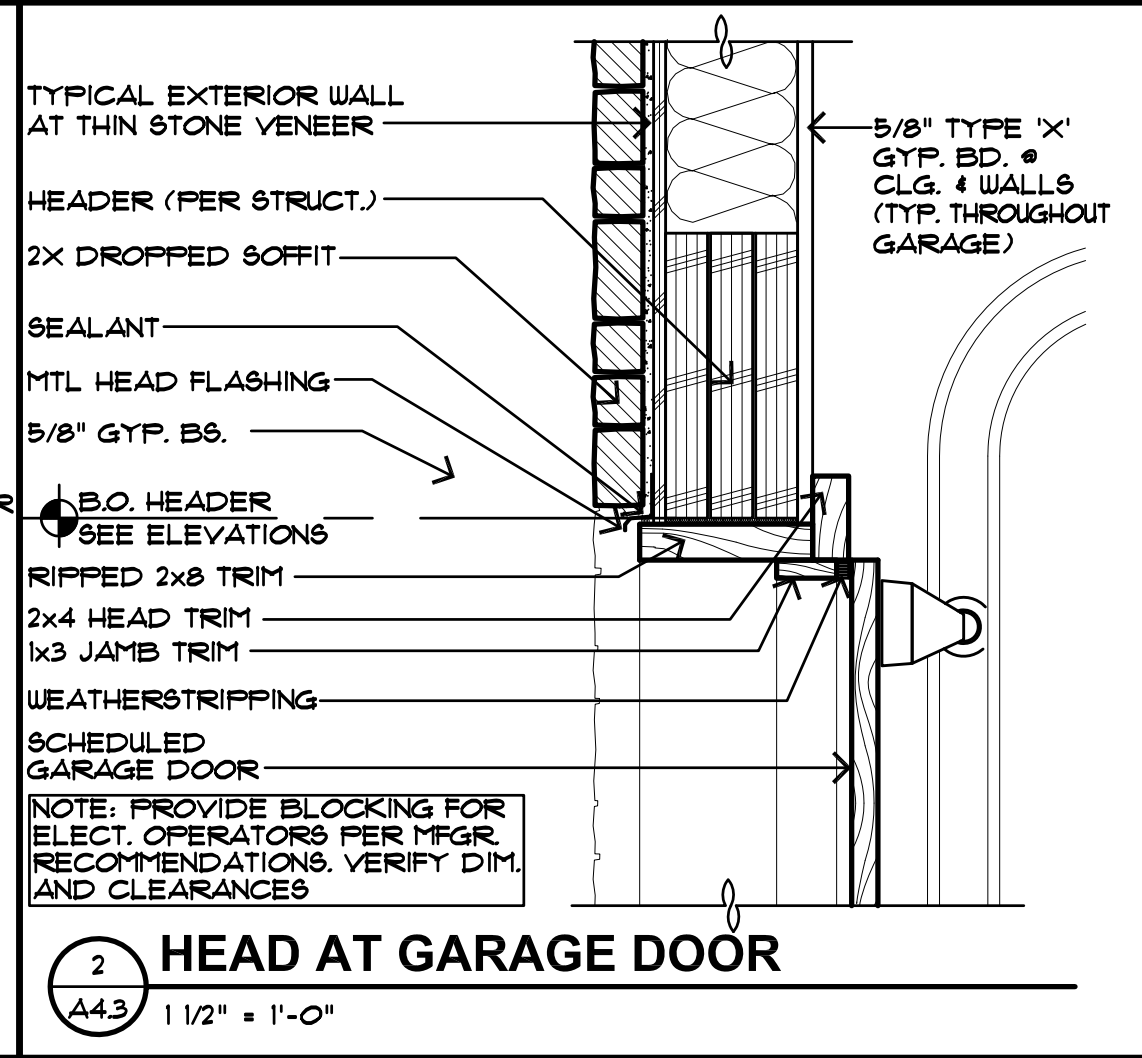 TYPICAL EXTERIOR WALL
AT THIN STONE VENEER
HEADER (PER STRUCT.)
2X DROPPED SOFFIT
SEALANT
MTL HEAD FLASHING
5/8" GYP. BS.
R
B.O. HEADER
SEE ELEVATIONS
RIPPED 2x8 TRIM
2x4 HEAD TRIM
1x3 JAMB TRIM
WEATHERSTRIPPING
SCHEDULED
GARAGE DOOR
NOTE: PROVIDE BLOCKING FOR
ELECT. OPERATORS PER MFGR.
RECOMMENDATIONS. VERIFY DIM.
AND CLEARANCES
5/8" TYPE 'X'
GYP. BD. @
CLG. & WALLS
(TYP. THROUGHOUT
GARAGE)
2
A4.3
HEAD AT GARAGE DOOR
1 1/2" = 1'-0"